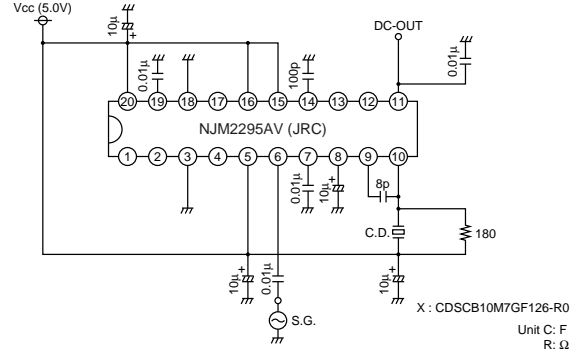 Vcc (5.0V)
10µ
+
DC-OUT
0.01µ
100p
0.01µ
20 19 18 17 16 15 14 13 12 11
NJM2295AV (JRC)
1 2 3 4 5 6 7 8 9 10
0.01µ
10µ
+
8p
C.D.
180
10µ
+
0.01µ
10µ
+
S.G.
X : CDSCB10M7GF126-R0
Unit C: F
R: Ω